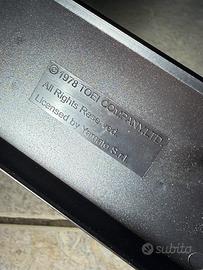 © 1978 TOEI COMPANY, LTD.
All Rights Reserved.
Licensed by Yamato S.r.l.
subito